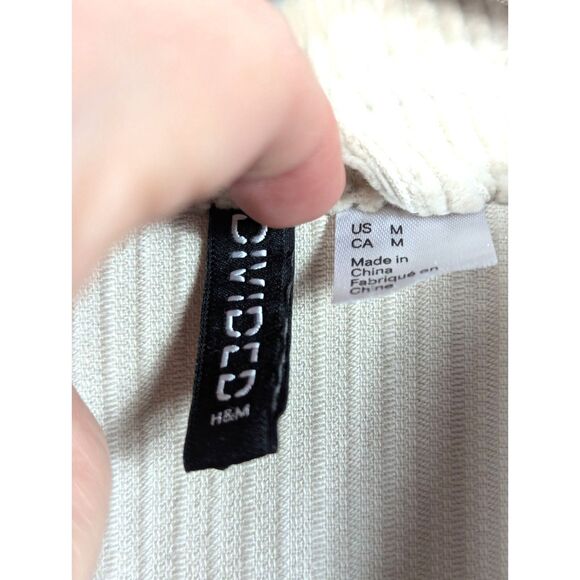 DIVIDED
H&M
US M
CA M
Made in
China
Fabriqué en
Chine